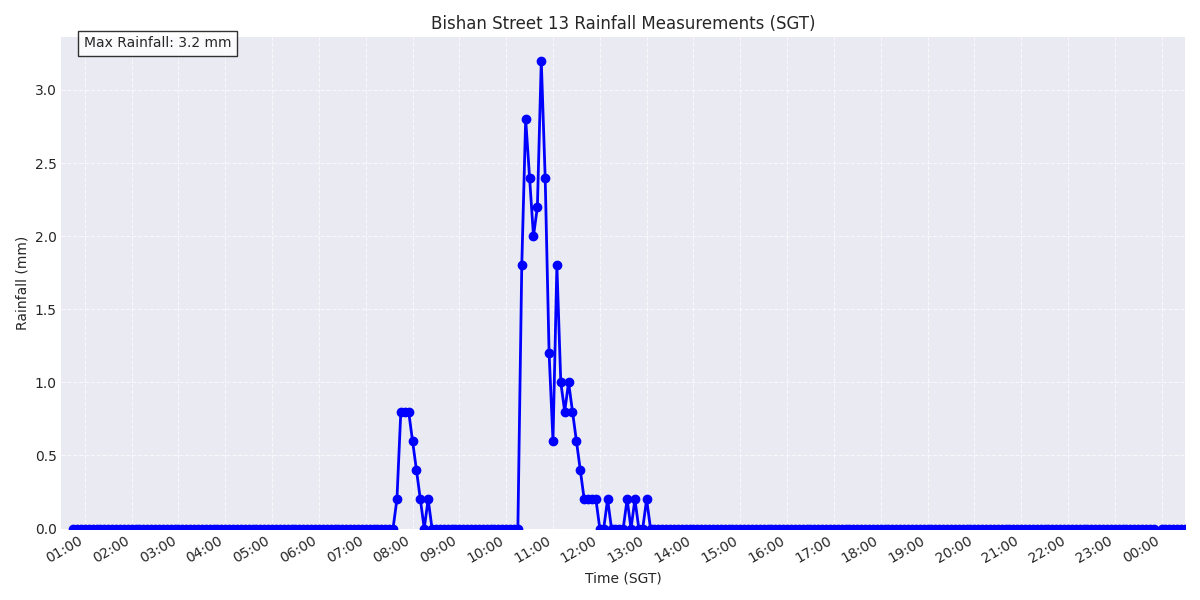 Bishan Street 13 Rainfall Measurements (SGT)
Max Rainfall: 3.2 mm
Rainfall (mm)
3.0
2.5
2.0
1.5
1.0
0.5
0.0
01:00 02:00 03:00 04:00 05:00 06:00 07:00 08:00 09:00 10:00 11:00 12:00 13:00 14:00 15:00 16:00 17:00 18:00 19:00 20:00 21:00 22:00 23:00 00:00
Time (SGT)